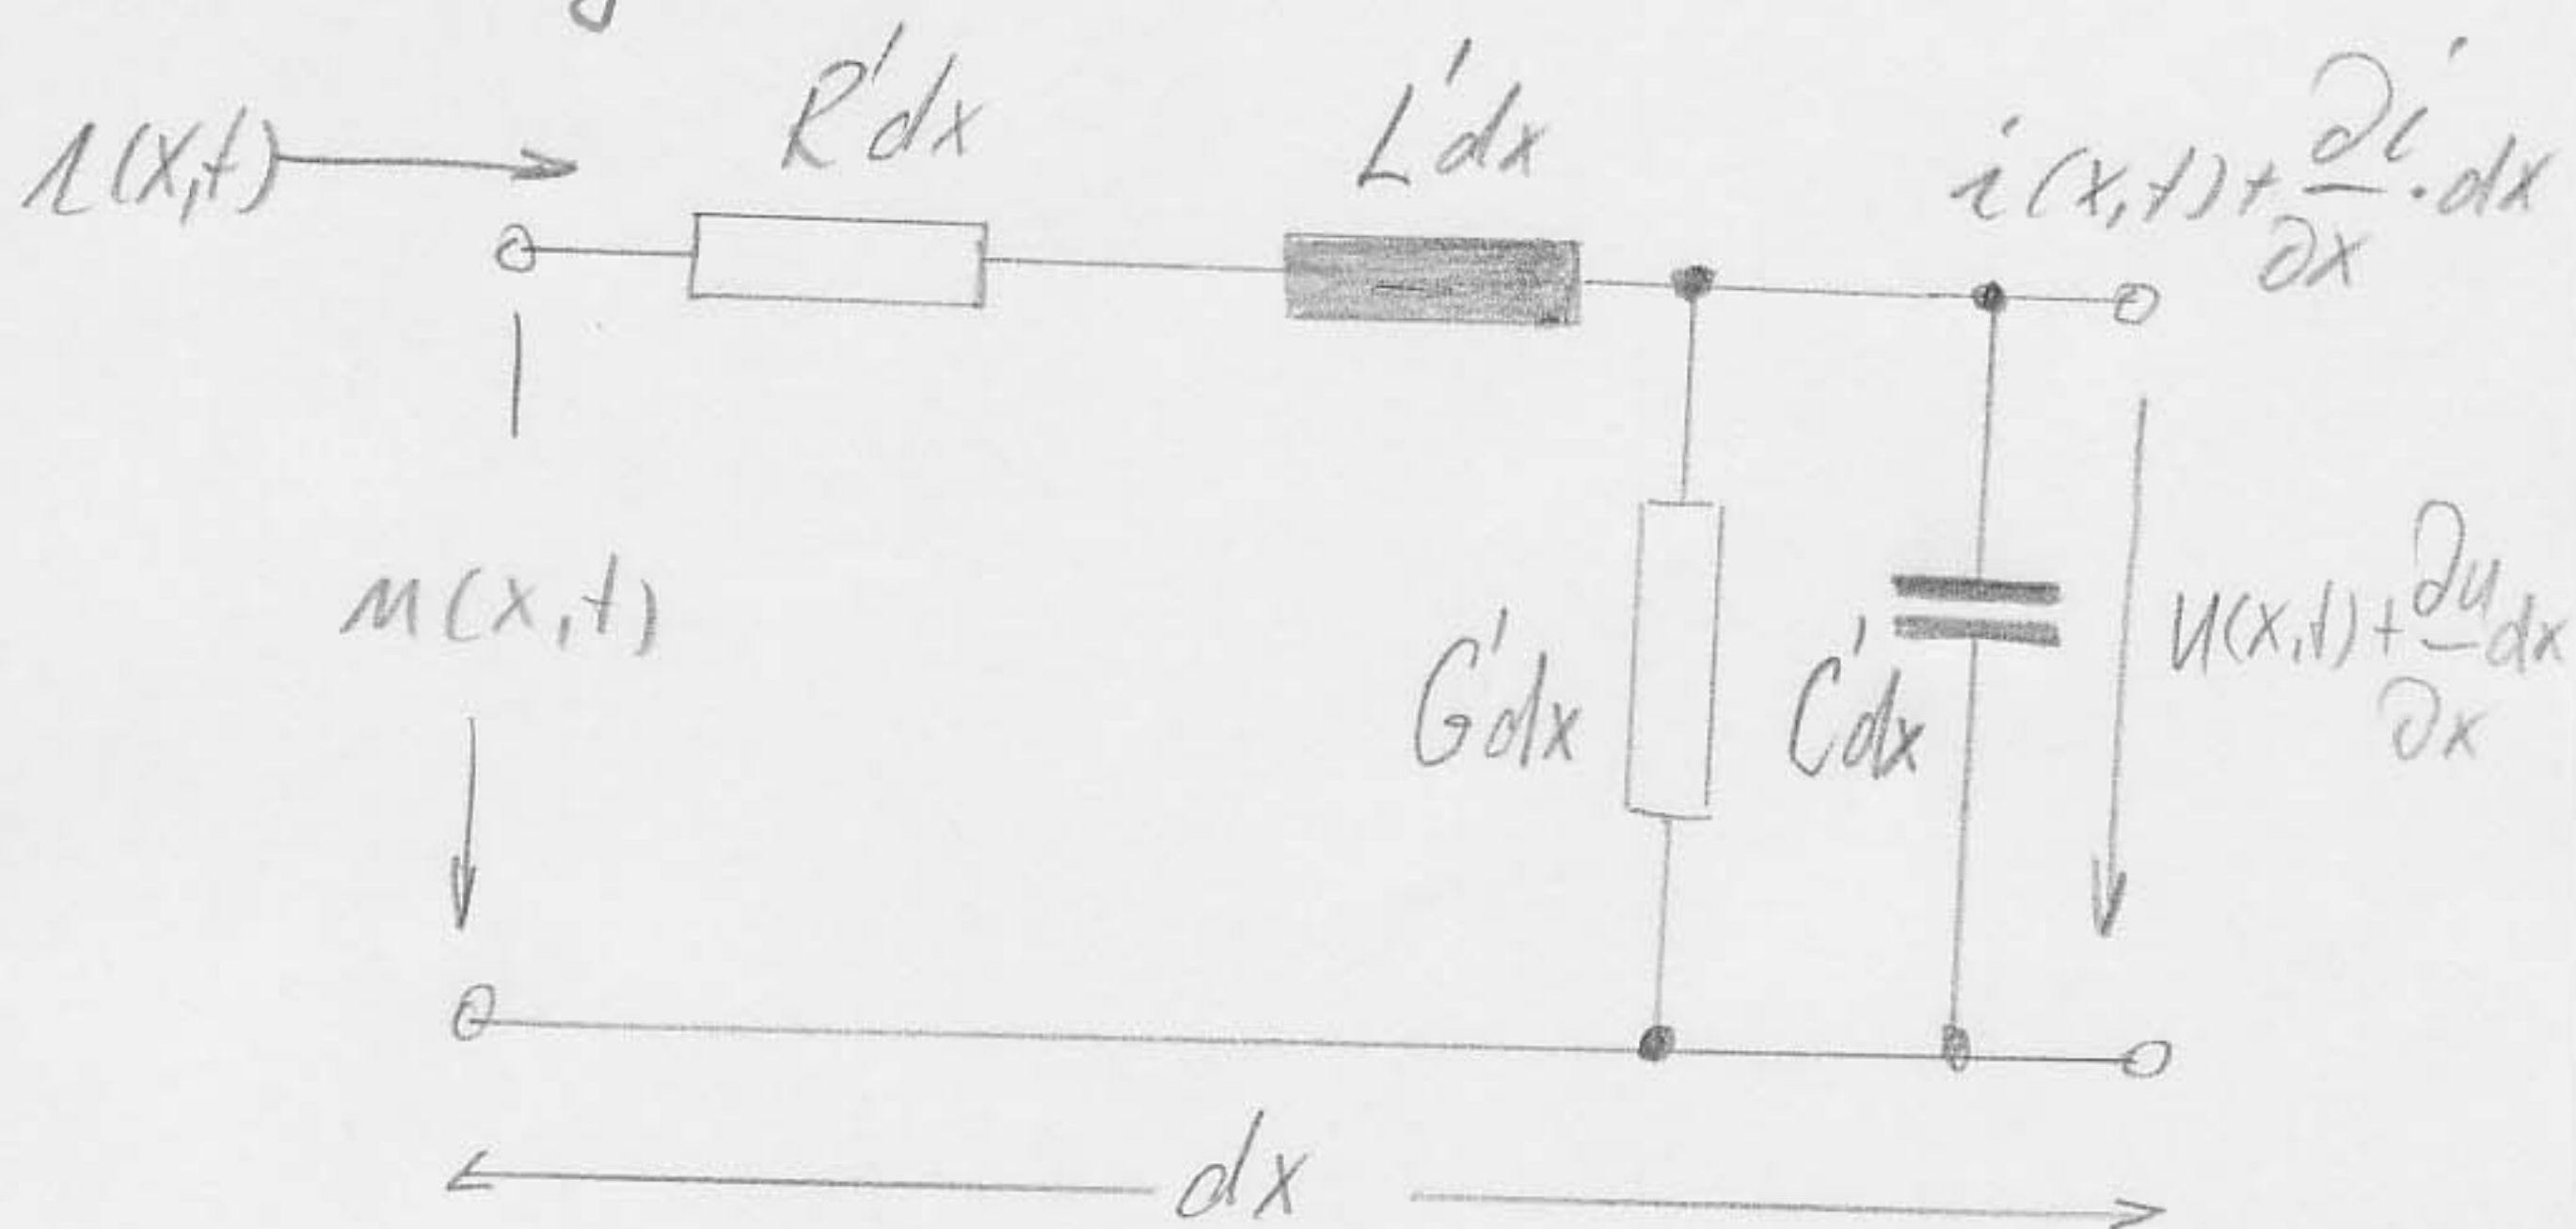 i(x,t)
R'dx
L'dx
i(x,t)+∂i/∂x·dx
u(x,t)
G'dx
C'dx
u(x,t)+∂u/∂x dx
dx